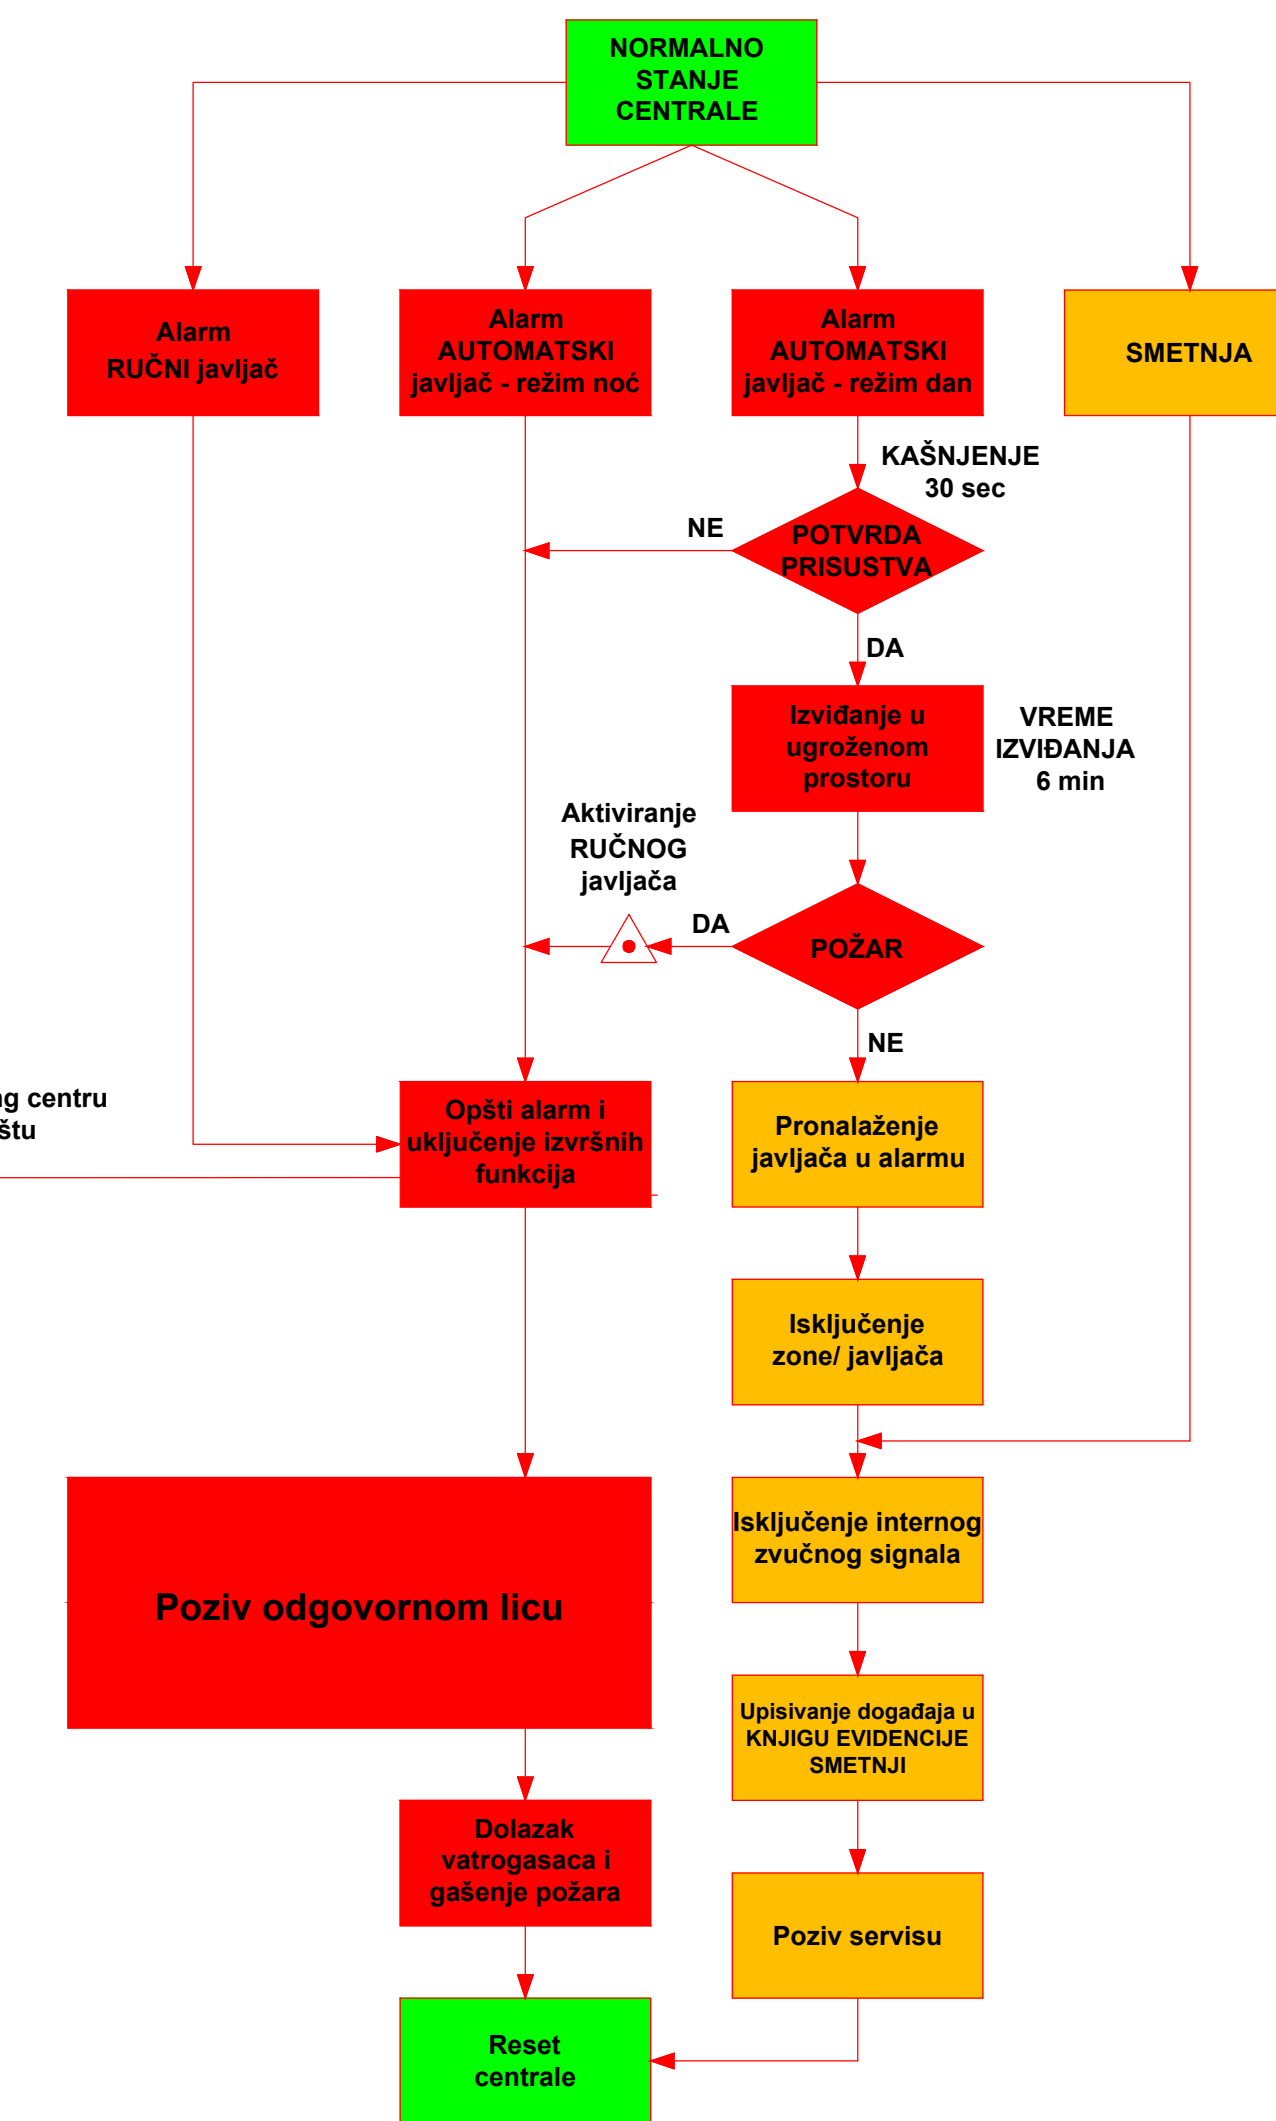 NORMALNO
STANJE
CENTRALE
Alarm
RUČNI javljač
Alarm
AUTOMATSKI
javljač - režim noć
Alarm
AUTOMATSKI
javljač - režim dan
SMETNJA
KAŠNJENJE
30 sec
NE
POTVRDA
PRISUSTVA
DA
Izviđanje u
ugroženom
prostoru
VREME
IZVIĐANJA
6 min
Aktiviranje
RUČNOG
javljača
DA
POŽAR
NE
centru
Opšti alarm i
uključenje izvršnih
funkcija
Pronalaženje
javljača u alarmu
Isključenje
zone/ javljača
Isključenje internog
zvučnog signala
Poziv odgovornom licu
Upisivanje događaja u
KNJIGU EVIDENCIJE
SMETNJI
Dolazak
vatrogasaca i
gašenje požara
Poziv servisu
Reset
centrale